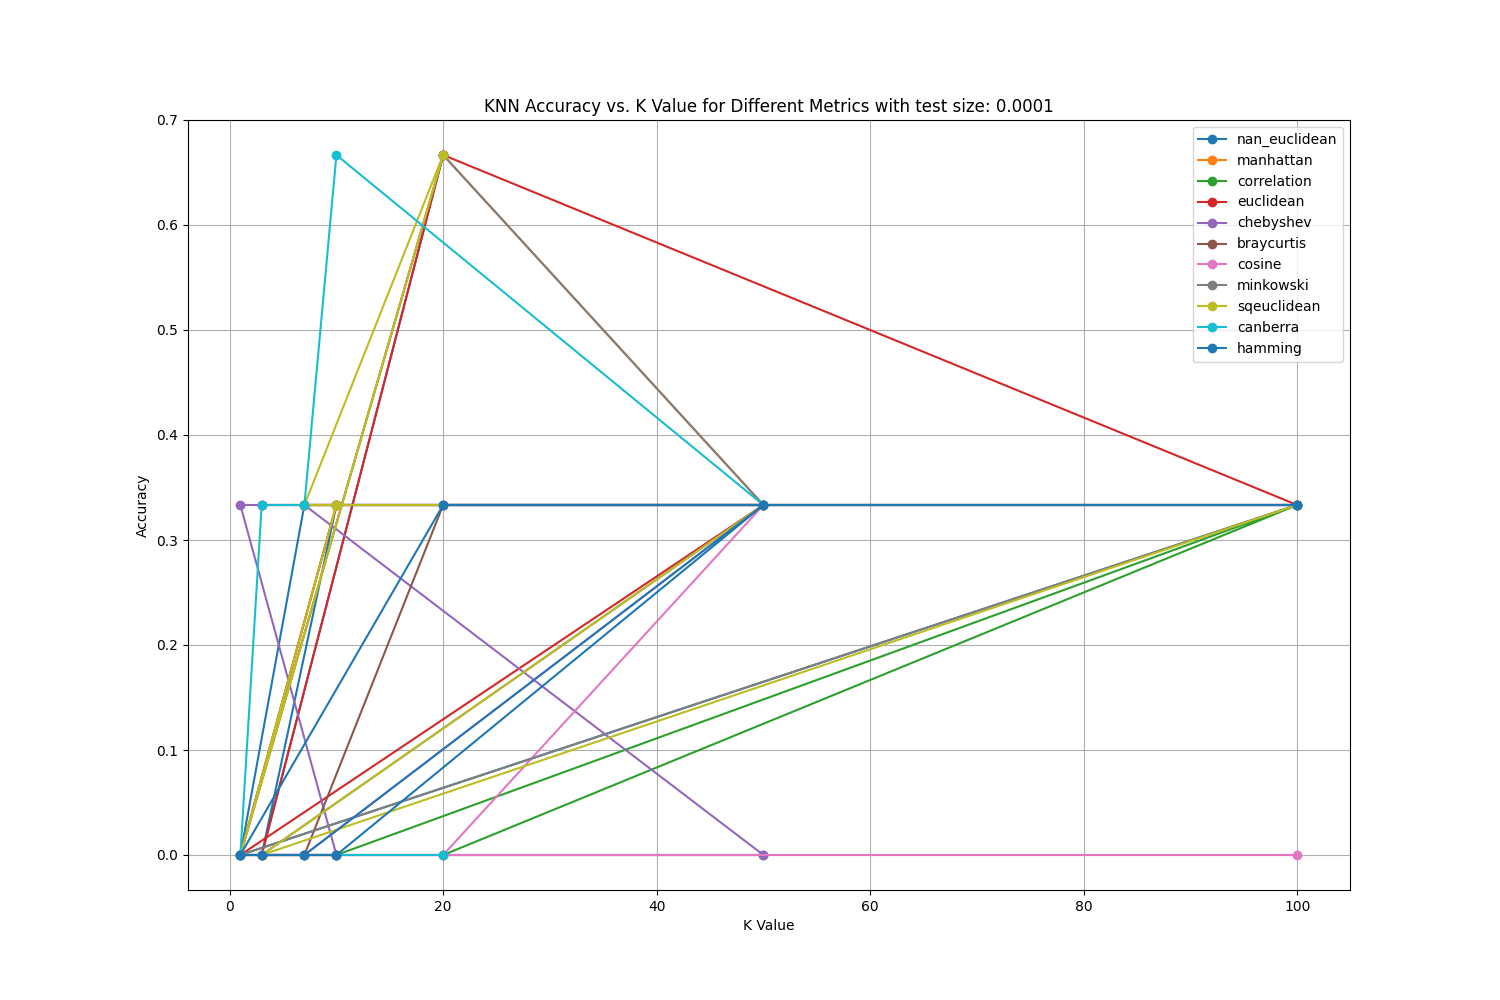 KNN Accuracy vs. K Value for Different Metrics with test size: 0.0001
0.7
0.6
0.5
0.4
0.3
0.2
0.1
0.0
Accuracy
nan_euclidean
manhattan
correlation
euclidean
chebyshev
braycurtis
cosine
minkowski
sqeuclidean
canberra
hamming
0 20 40 60 80 100
K Value